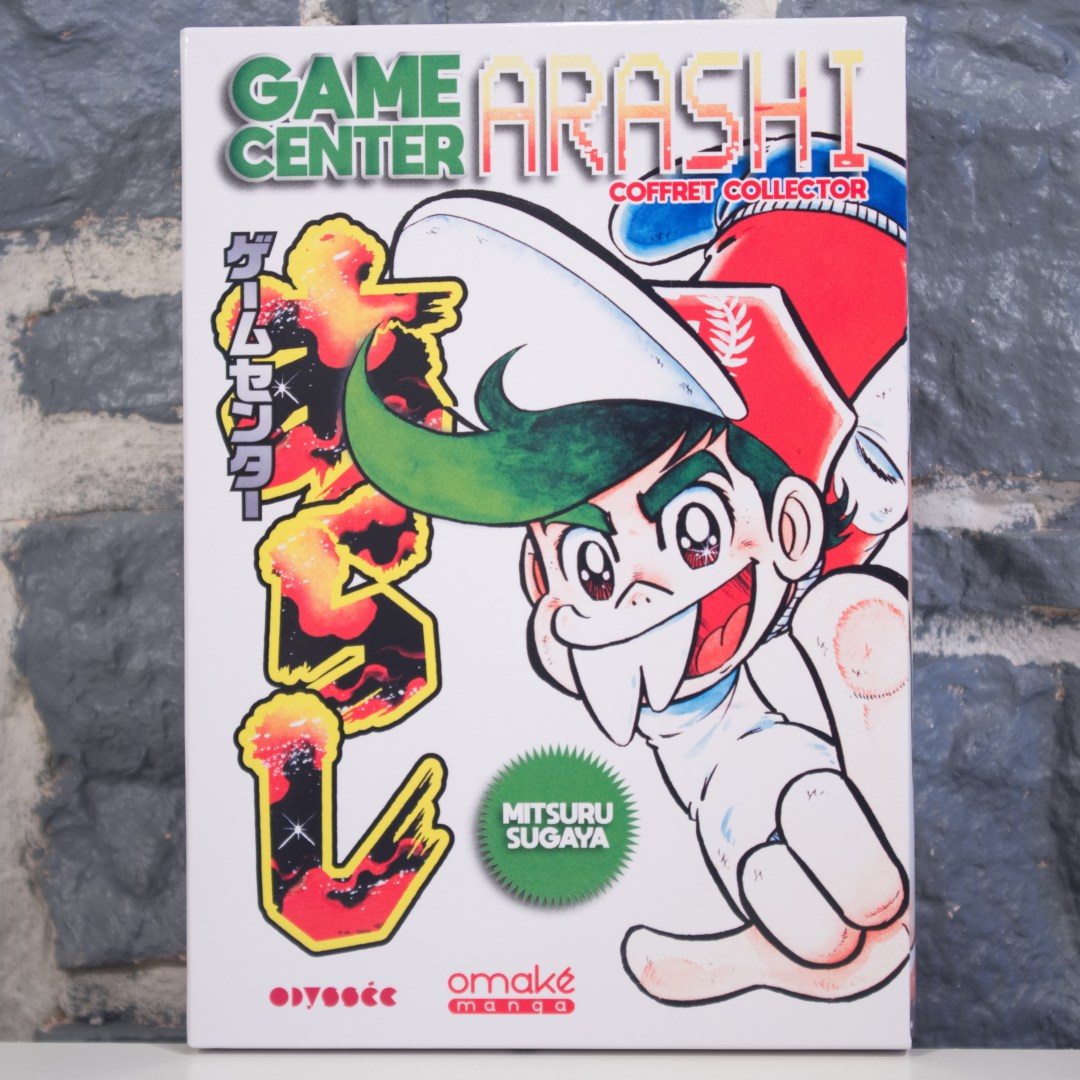 GAME
CENTER
ARASHI
COFFRET COLLECTOR
ゲームセンター
あらし
MITSURU
SUGAYA
odyssée
omaké
manga